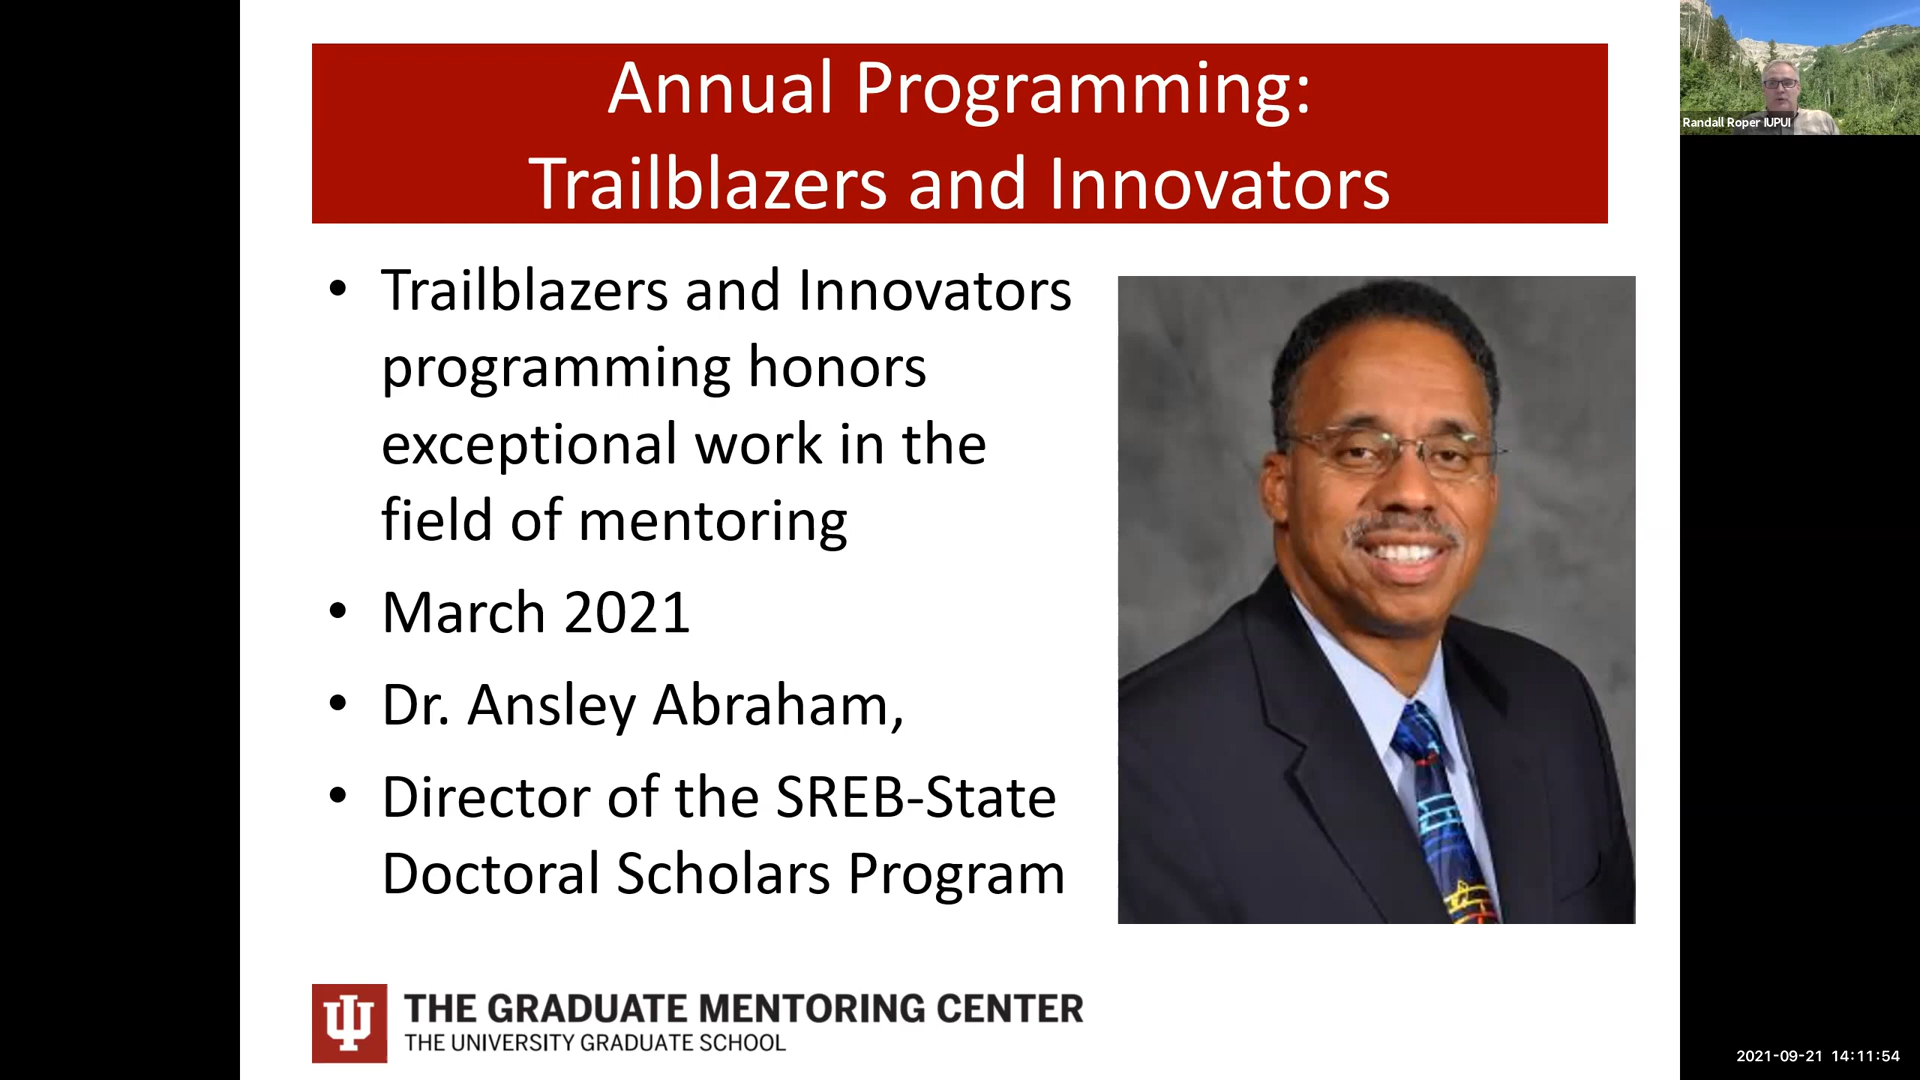 Annual Programming:
Trailblazers and Innovators
• Trailblazers and Innovators
programming honors
exceptional work in the
field of mentoring
• March 2021
• Dr. Ansley Abraham,
• Director of the SREB-State
Doctoral Scholars Program
THE GRADUATE MENTORING CENTER
THE UNIVERSITY GRADUATE SCHOOL
Randall Roper IUPUI
2021-09-21 14:11:54